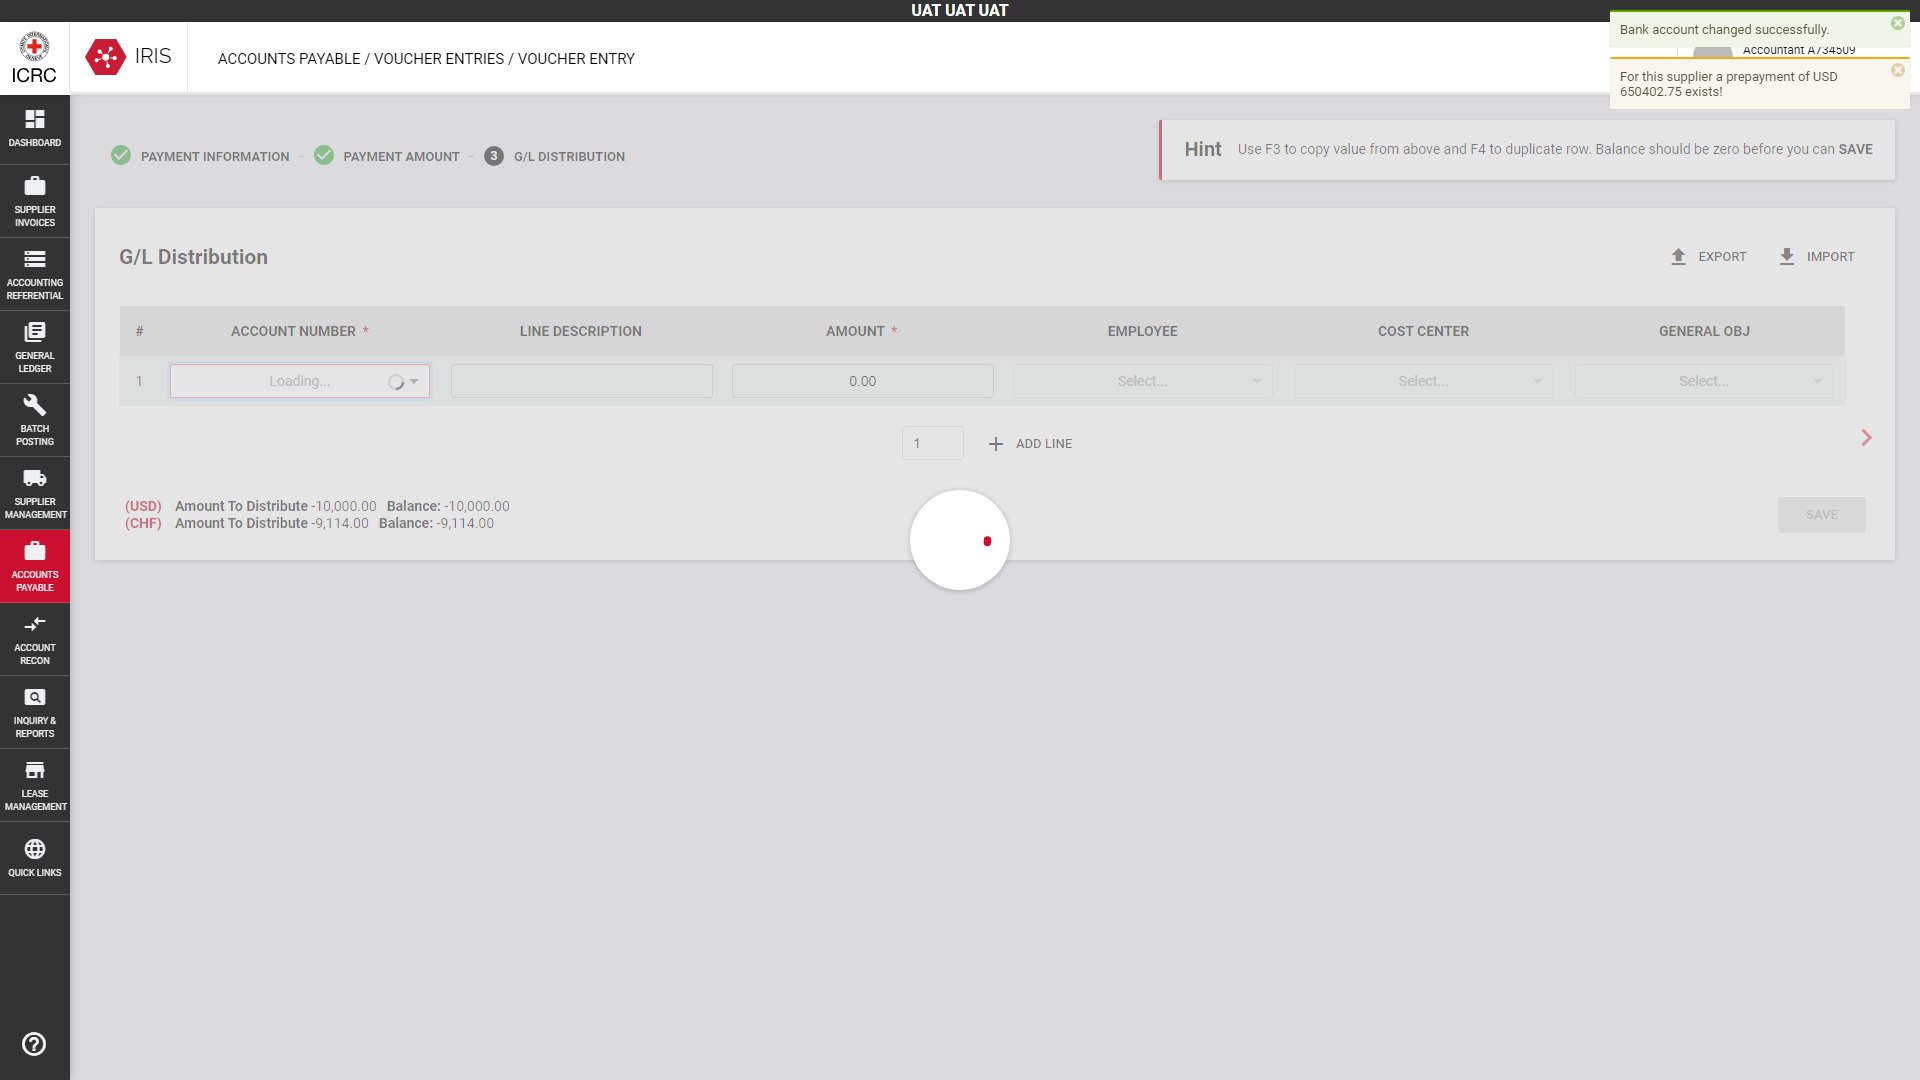 UAT UAT UAT
ICRC
IRIS
ACCOUNTS PAYABLE / VOUCHER ENTRIES / VOUCHER ENTRY
Bank account changed successfully.
Accountant A734509
For this supplier a prepayment of USD
650402.75 exists!
DASHBOARD
SUPPLIER
INVOICES
ACCOUNTING
REFERENTIAL
GENERAL
LEDGER
BATCH
POSTING
SUPPLIER
MANAGEMENT
ACCOUNTS
PAYABLE
ACCOUNT
RECON
INQUIRY &
REPORTS
LEASE
MANAGEMENT
QUICK LINKS
PAYMENT INFORMATION
PAYMENT AMOUNT
3 G/L DISTRIBUTION
Hint Use F3 to copy value from above and F4 to duplicate row. Balance should be zero before you can SAVE
G/L Distribution
EXPORT
IMPORT
# ACCOUNT NUMBER * LINE DESCRIPTION AMOUNT * EMPLOYEE COST CENTER GENERAL OBJ
1 Loading... 0.00 Select... Select... Select...
1 ADD LINE
(USD) Amount To Distribute -10,000.00 Balance: -10,000.00
(CHF) Amount To Distribute -9,114.00 Balance: -9,114.00
SAVE